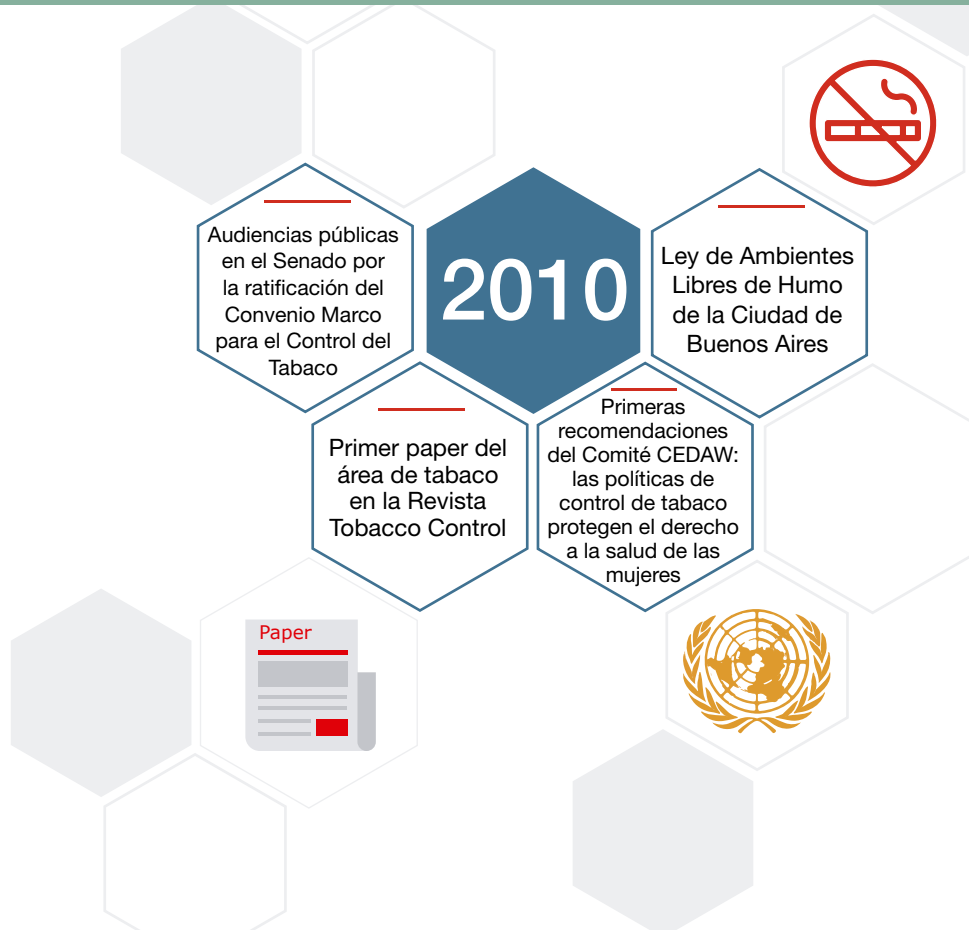 Audiencias públicas
en el Senado por
la ratificación del
Convenio Marco
para el Control del
Tabaco
2010
Ley de Ambientes
Libres de Humo
de la Ciudad de
Buenos Aires
Primer paper del
área de tabaco
en la Revista
Tobacco Control
Primeras
recomendaciones
del Comité CEDAW:
las políticas de
control de tabaco
protegen el derecho
a la salud de las
mujeres
Paper